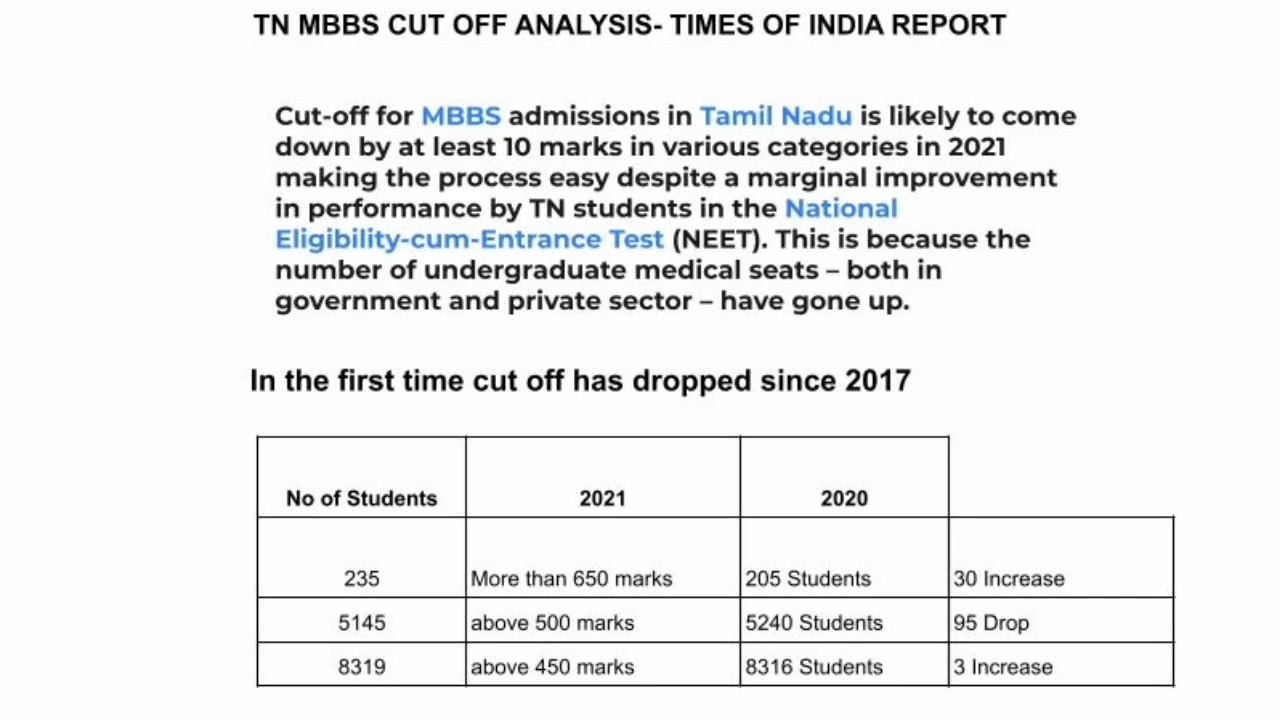 TN MBBS CUT OFF ANALYSIS- TIMES OF INDIA REPORT
Cut-off for MBBS admissions in Tamil Nadu is likely to come
down by at least 10 marks in various categories in 2021
making the process easy despite a marginal improvement
in performance by TN students in the National
Eligibility-cum-Entrance Test (NEET). This is because the
number of undergraduate medical seats – both in
government and private sector – have gone up.
In the first time cut off has dropped since 2017
No of Students 2021 2020
235 More than 650 marks 205 Students 30 Increase
5145 above 500 marks 5240 Students 95 Drop
8319 above 450 marks 8316 Students 3 Increase